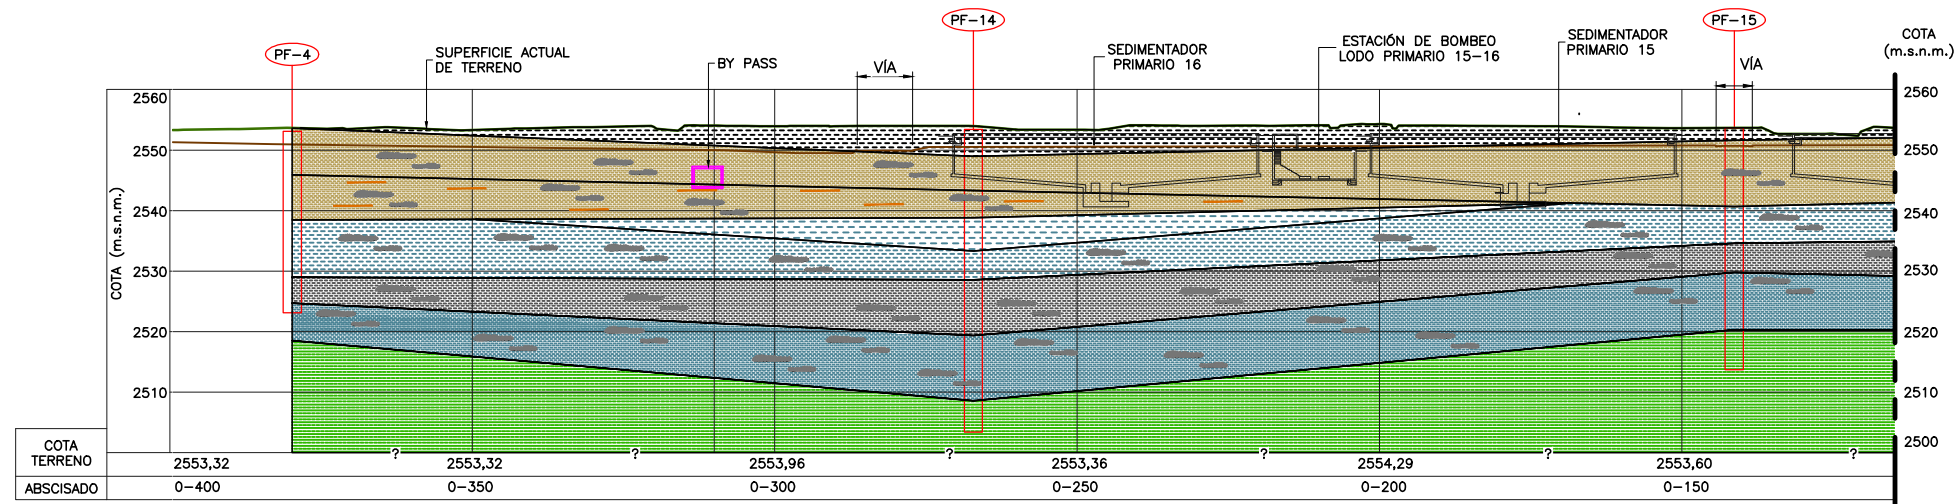 PF-14
PF-15
PF-4
SUPERFICIE ACTUAL
DE TERRENO
BY PASS
VÍA
SEDIMENTADOR
PRIMARIO 16
ESTACIÓN DE BOMBEO
LODO PRIMARIO 15-16
SEDIMENTADOR
PRIMARIO 15
VÍA
COTA
(m.s.n.m.)
2560
2550
2540
2530
2520
2510
COTA (m.s.n.m.)
2560
2550
2540
2530
2520
2510
2500
? ? ? ? ? ?
COTA
TERRENO
2553,32 2553,32 2553,96 2553,36 2554,29 2553,60
ABSCISADO 0-400 0-350 0-300 0-250 0-200 0-150